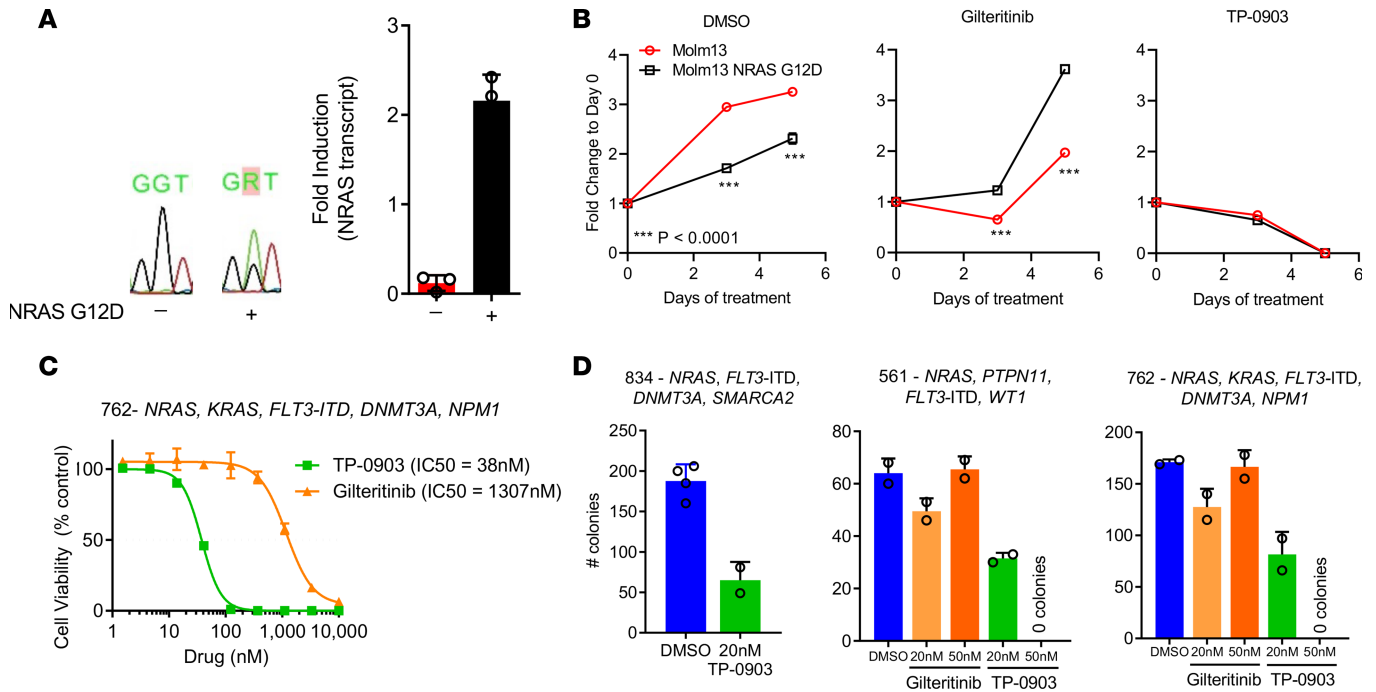 A
GGT
GRT
NRAS G12D
−
+
Fold Induction
(NRAS transcript)
3
2
1
0
−
+
B
DMSO
Molm13
Molm13 NRAS G12D
Fold Change to Day 0
4
3
2
1
0
***
***
*** P < 0.0001
0
2
4
6
Days of treatment
Gilteritinib
4
3
2
1
0
***
***
0
2
4
6
Days of treatment
TP-0903
4
3
2
1
0
0
2
4
6
Days of treatment
C
762- NRAS, KRAS, FLT3-ITD, DNMT3A, NPM1
Cell Viability (% control)
100
50
0
TP-0903 (IC50 = 38nM)
Gilteritinib (IC50 = 1307nM)
1
10
100
1,000
10,000
Drug (nM)
D
834 - NRAS, FLT3-ITD,
DNMT3A, SMARCA2
# colonies
250
200
150
100
50
0
DMSO
20nM
TP-0903
561 - NRAS, PTPN11,
FLT3-ITD, WT1
80
60
40
20
0
0 colonies
DMSO
20nM
50nM
20nM
50nM
Gilteritinib
TP-0903
762 - NRAS, KRAS, FLT3-ITD,
DNMT3A, NPM1
200
150
100
50
0
0 colonies
DMSO
20nM
50nM
20nM
50nM
Gilteritinib
TP-0903